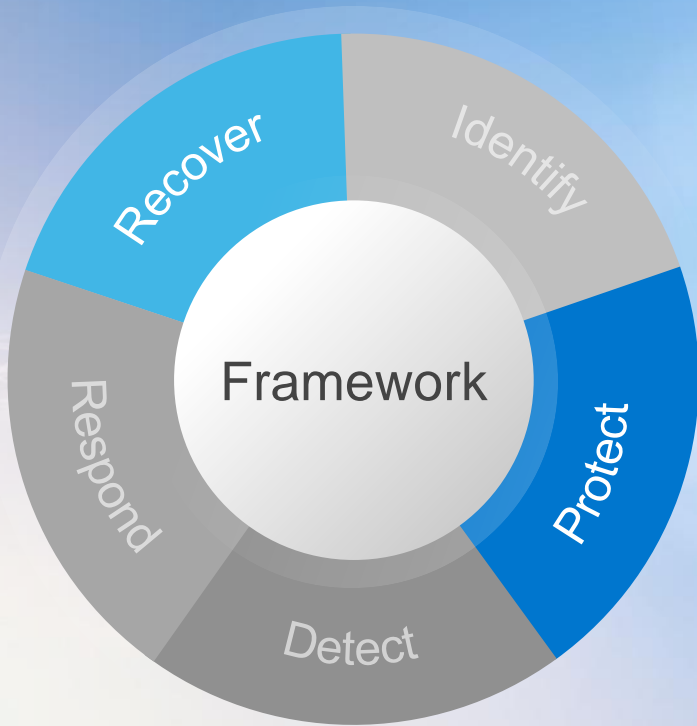 Identify
Protect
Detect
Respond
Recover
Framework